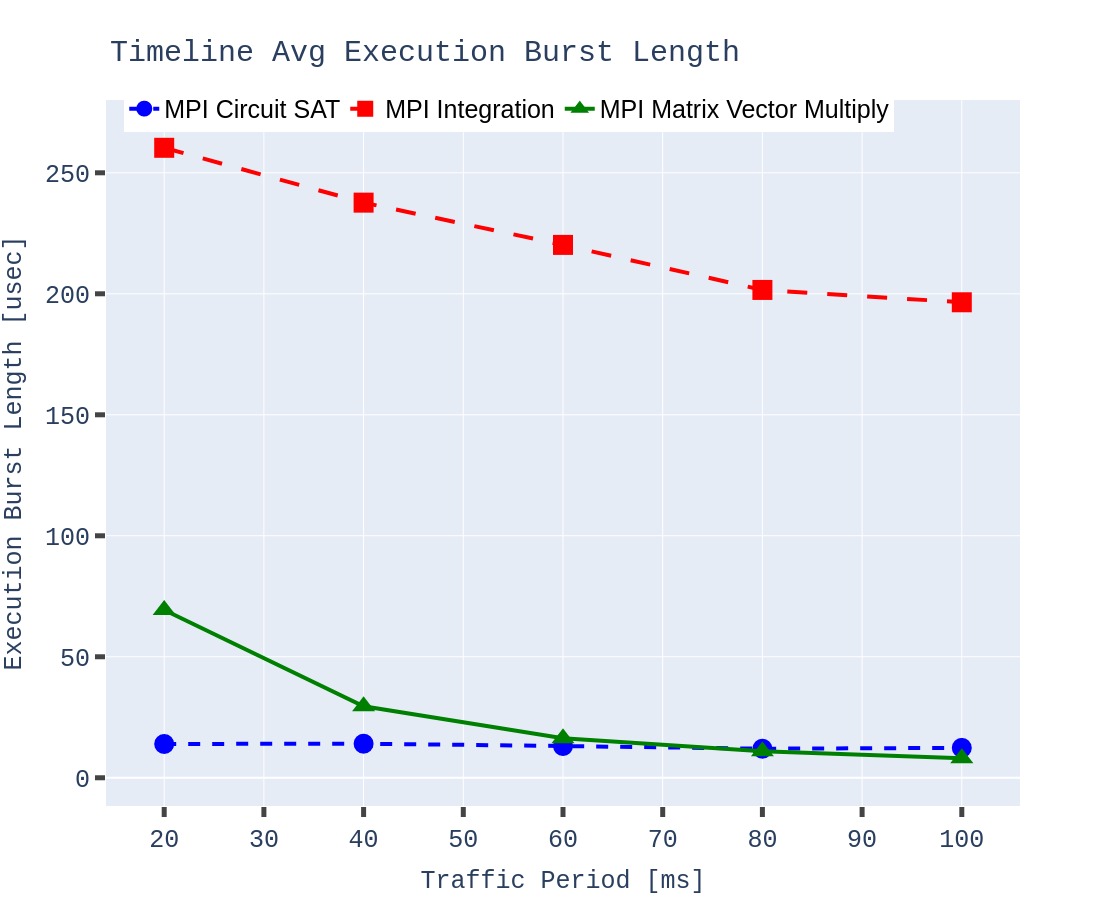 Timeline Avg Execution Burst Length
MPI Circuit SAT MPI Integration MPI Matrix Vector Multiply
Execution Burst Length [usec]
250
200
150
100
50
0
20 30 40 50 60 70 80 90 100
Traffic Period [ms]